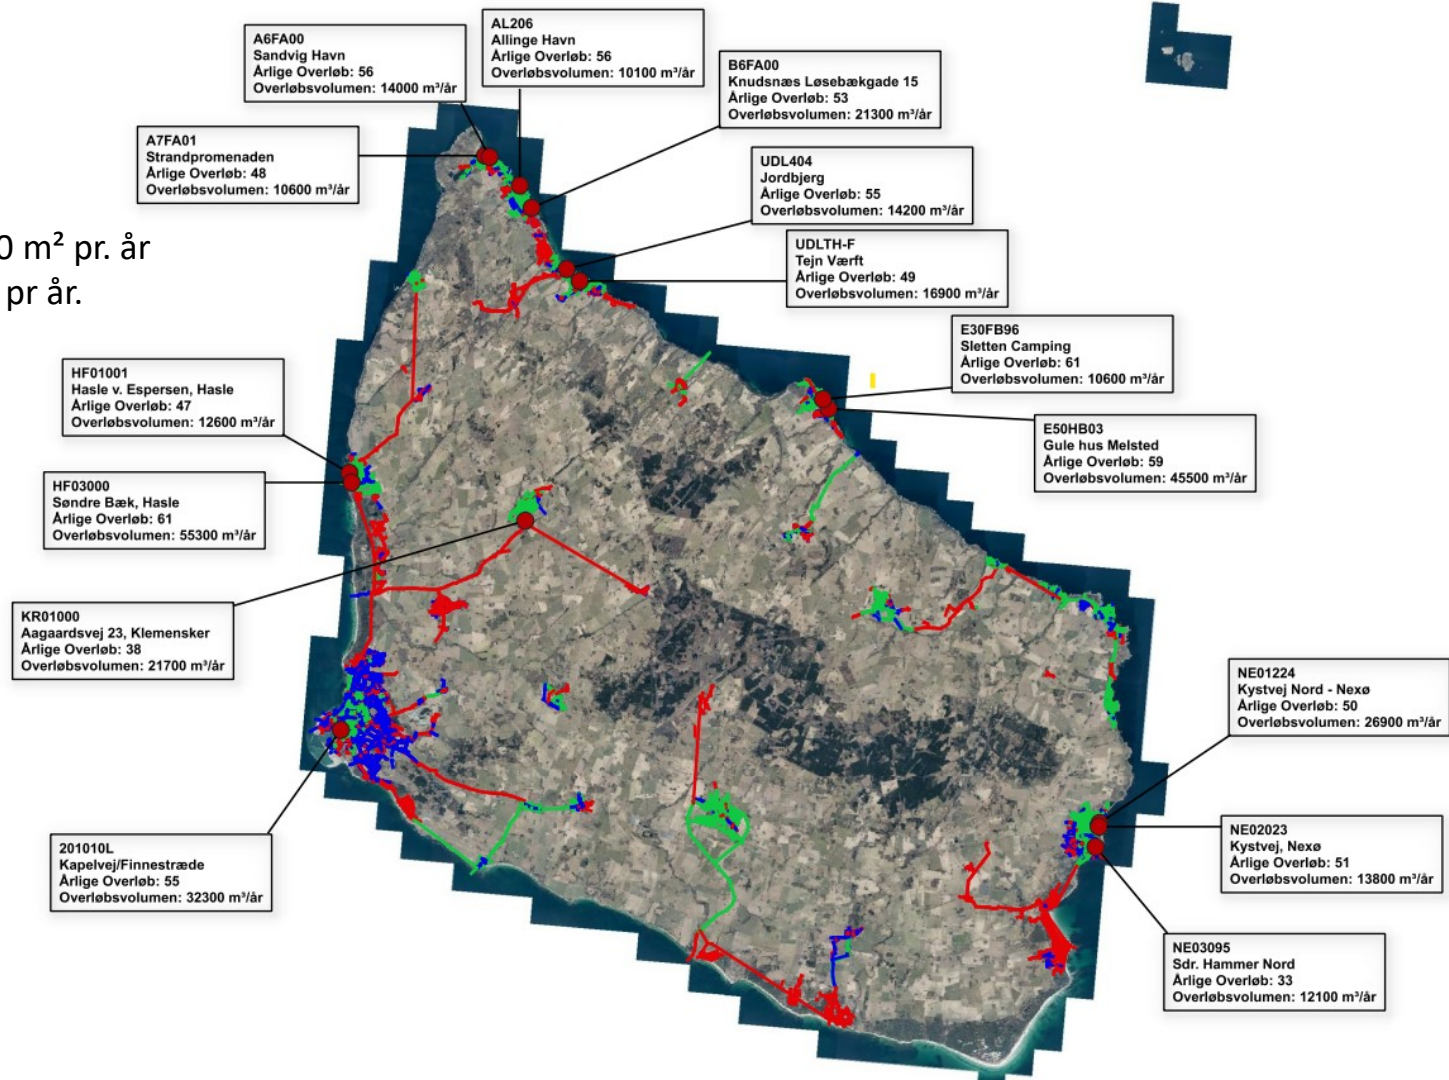 A6FA00
Sandvig Havn
Årlige Overløb: 56
Overløbsvolumen: 14000 m³/år
AL206
Allinge Havn
Årlige Overløb: 56
Overløbsvolumen: 10100 m³/år
B6FA00
Knudsnæs Løsebækgade 15
Årlige Overløb: 53
Overløbsvolumen: 21300 m³/år
A7FA01
Strandpromenaden
Årlige Overløb: 48
Overløbsvolumen: 10600 m³/år
UDL404
Jordbjerg
Årlige Overløb: 55
Overløbsvolumen: 14200 m³/år
0 m² pr. år
pr år.
UDLTH-F
Tejn Værft
Årlige Overløb: 49
Overløbsvolumen: 16900 m³/år
E30FB96
Sletten Camping
Årlige Overløb: 61
Overløbsvolumen: 10600 m³/år
HF01001
Hasle v. Espersen, Hasle
Årlige Overløb: 47
Overløbsvolumen: 12600 m³/år
E50HB03
Gule hus Melsted
Årlige Overløb: 59
Overløbsvolumen: 45500 m³/år
HF03000
Søndre Bæk, Hasle
Årlige Overløb: 61
Overløbsvolumen: 55300 m³/år
KR01000
Aagaardsvej 23, Klemensker
Årlige Overløb: 38
Overløbsvolumen: 21700 m³/år
NE01224
Kystvej Nord - Nexø
Årlige Overløb: 50
Overløbsvolumen: 26900 m³/år
201010L
Kapelvej/Finnestræde
Årlige Overløb: 55
Overløbsvolumen: 32300 m³/år
NE02023
Kystvej, Nexø
Årlige Overløb: 51
Overløbsvolumen: 13800 m³/år
NE03095
Sdr. Hammer Nord
Årlige Overløb: 33
Overløbsvolumen: 12100 m³/år